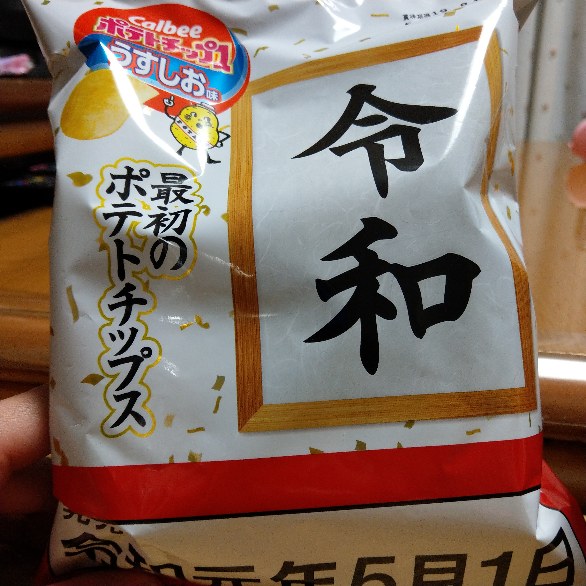 Calbee
ポテトチップス
うすしお味
令和
最初の
ポテトチップス
令和元年5月1日